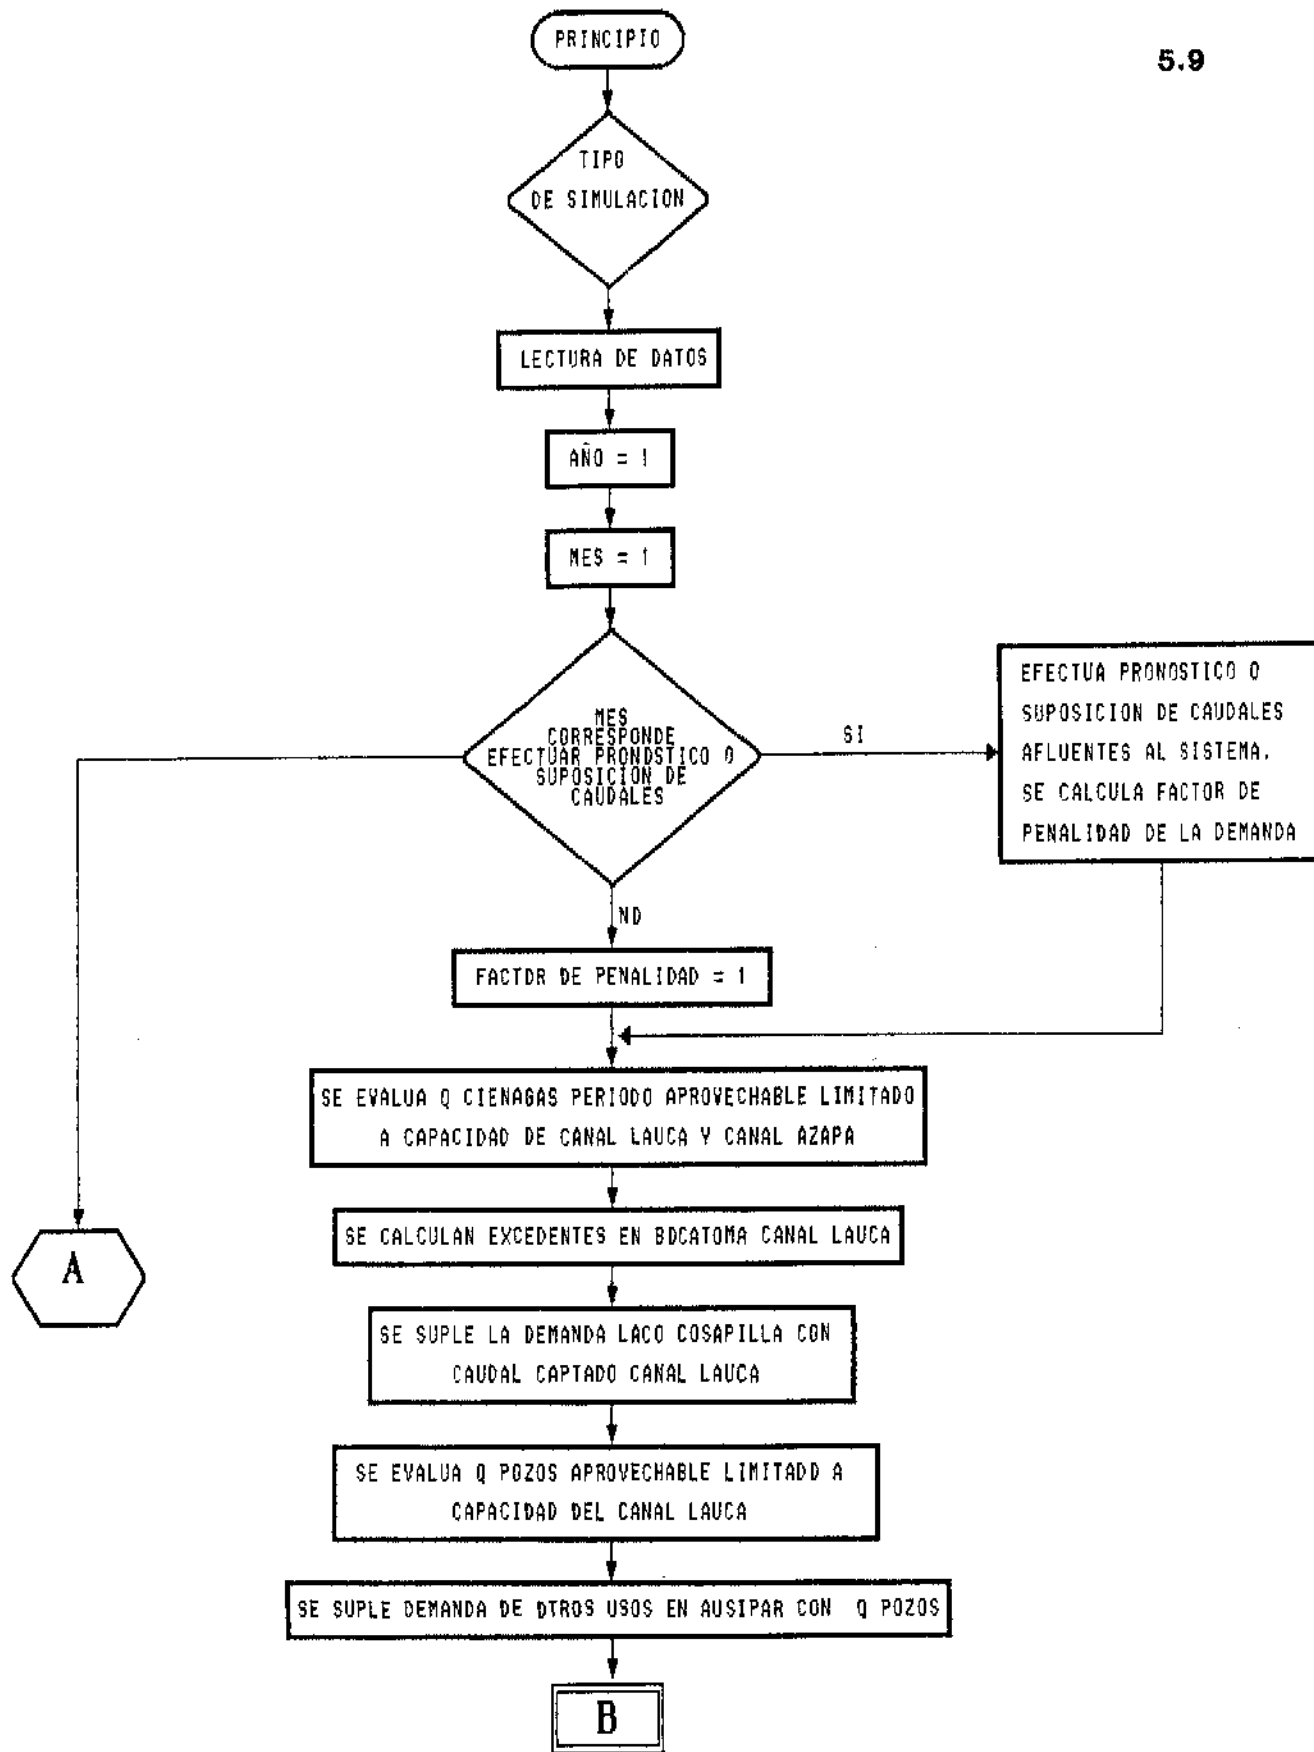 5.9
PRINCIPIO
TIPO
DE SIMULACION
LECTURA DE DATOS
AÑO = 1
MES = 1
MES
CORRESPONDE
EFECTUAR PRONOSTICO O
SUPOSICION DE
CAUDALES
SI
EFECTUA PRONOSTICO O
SUPOSICION DE CAUDALES
AFLUENTES AL SISTEMA.
SE CALCULA FACTOR DE
PENALIDAD DE LA DEMANDA
NO
FACTOR DE PENALIDAD = 1
SE EVALUA Q CIENAGAS PERIODO APROVECHABLE LIMITADO
A CAPACIDAD DE CANAL LAUCA Y CANAL AZAPA
SE CALCULAN EXCEDENTES EN BOCATOMA CANAL LAUCA
A
SE SUPLE LA DEMANDA LACO COSAPILLA CON
CAUDAL CAPTADO CANAL LAUCA
SE EVALUA Q POZOS APROVECHABLE LIMITADO A
CAPACIDAD DEL CANAL LAUCA
SE SUPLE DEMANDA DE OTROS USOS EN AUSIPAR CON Q POZOS
B